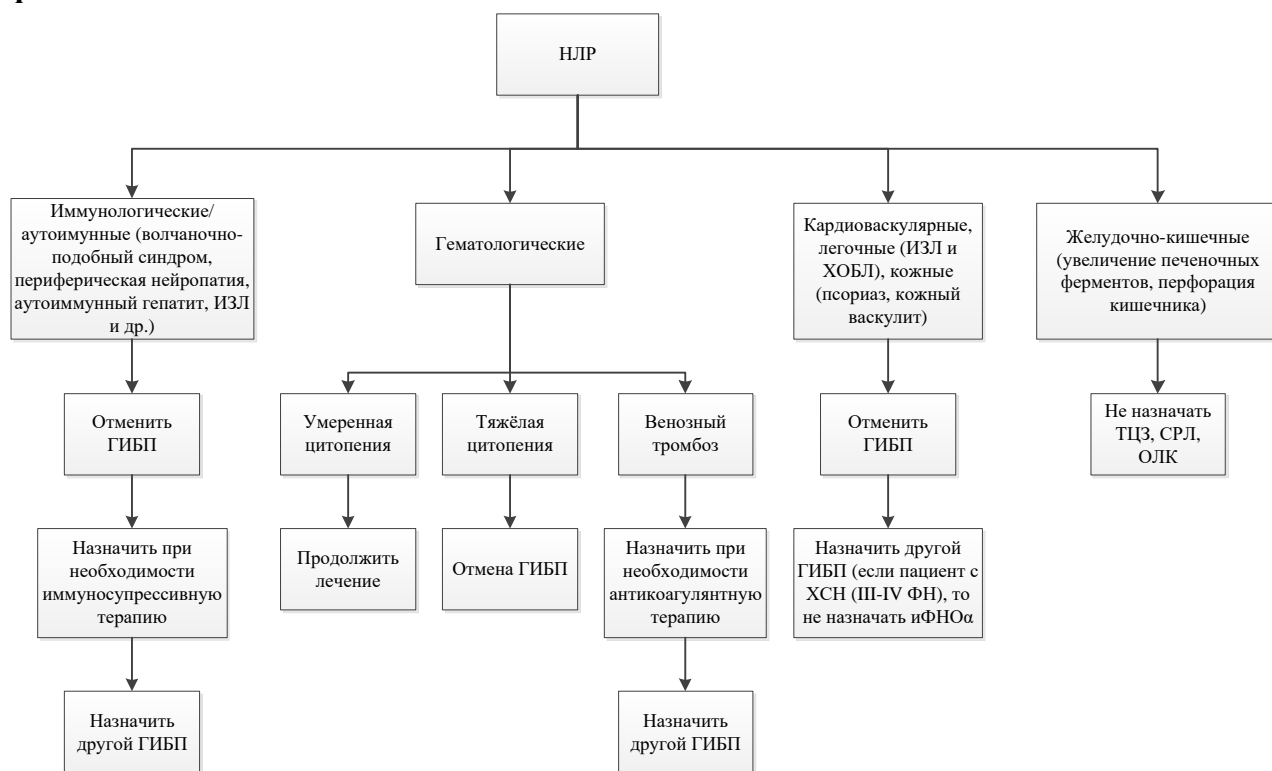 НЛР
Иммунологические/
аутоимунные (волчаночно-
подобный синдром,
периферическая нейропатия,
аутоиммунный гепатит, ИЗЛ
и др.)
Гематологические
Кардиоваскулярные,
легочные (ИЗЛ и
ХОБЛ), кожные
(псориаз, кожный
васкулит)
Желудочно-кишечные
(увеличение печеночных
ферментов, перфорация
кишечника)
Отменить
ГИБП
Умеренная
цитопения
Тяжёлая
цитопения
Венозный
тромбоз
Отменить
ГИБП
Не назначать
ТЦЗ, СРЛ,
ОЛК
Назначить при
необходимости
иммуносупрессивную
терапию
Продолжить
лечение
Отмена ГИБП
Назначить при
необходимости
антикоагулянтную
терапию
Назначить другой
ГИБП (если пациент с
ХСН (III-IV ФН), то
не назначать иФНОα
Назначить
другой ГИБП
Назначить
другой ГИБП